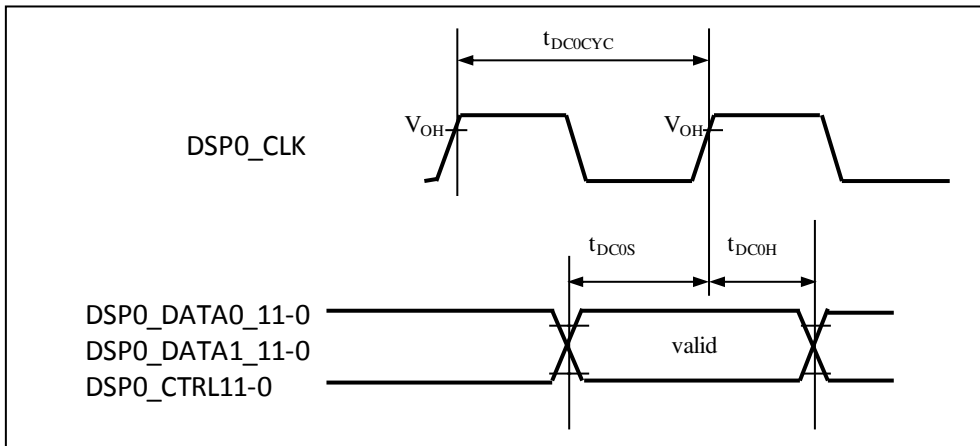 tDC0CYC
VOH
VOH
DSP0_CLK
tDC0S
tDC0H
DSP0_DATA0_11-0
DSP0_DATA1_11-0
valid
DSP0_CTRL11-0